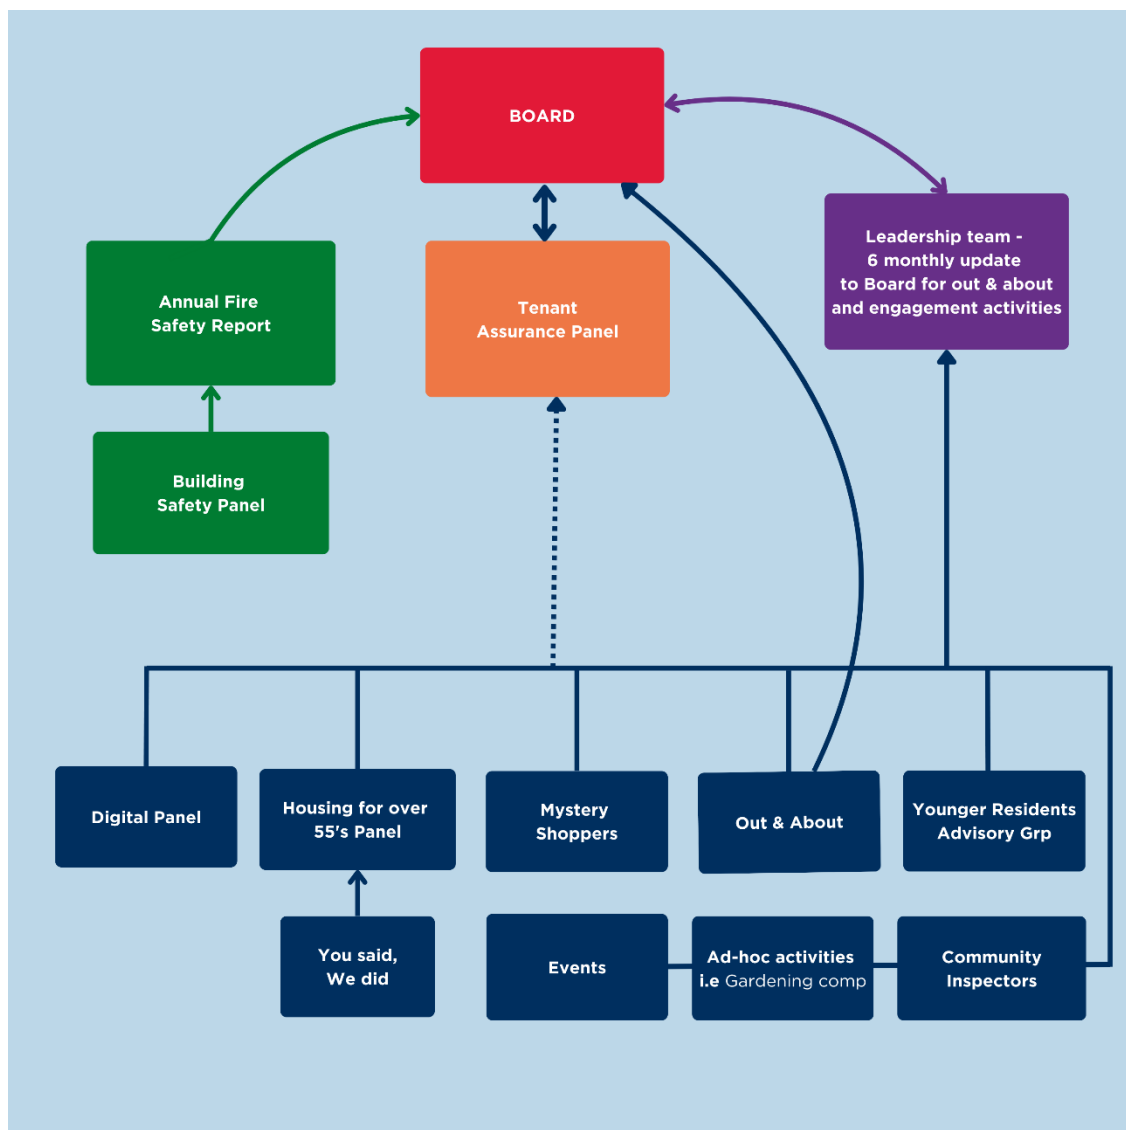 BOARD
Leadership team -
6 monthly update
to Board for out & about
and engagement activities
Annual Fire
Safety Report
Tenant
Assurance Panel
Building
Safety Panel
Digital Panel
Housing for over
55's Panel
Mystery
Shoppers
Out & About
Younger Residents
Advisory Grp
You said,
We did
Events
Ad-hoc activities
i.e Gardening comp
Community
Inspectors